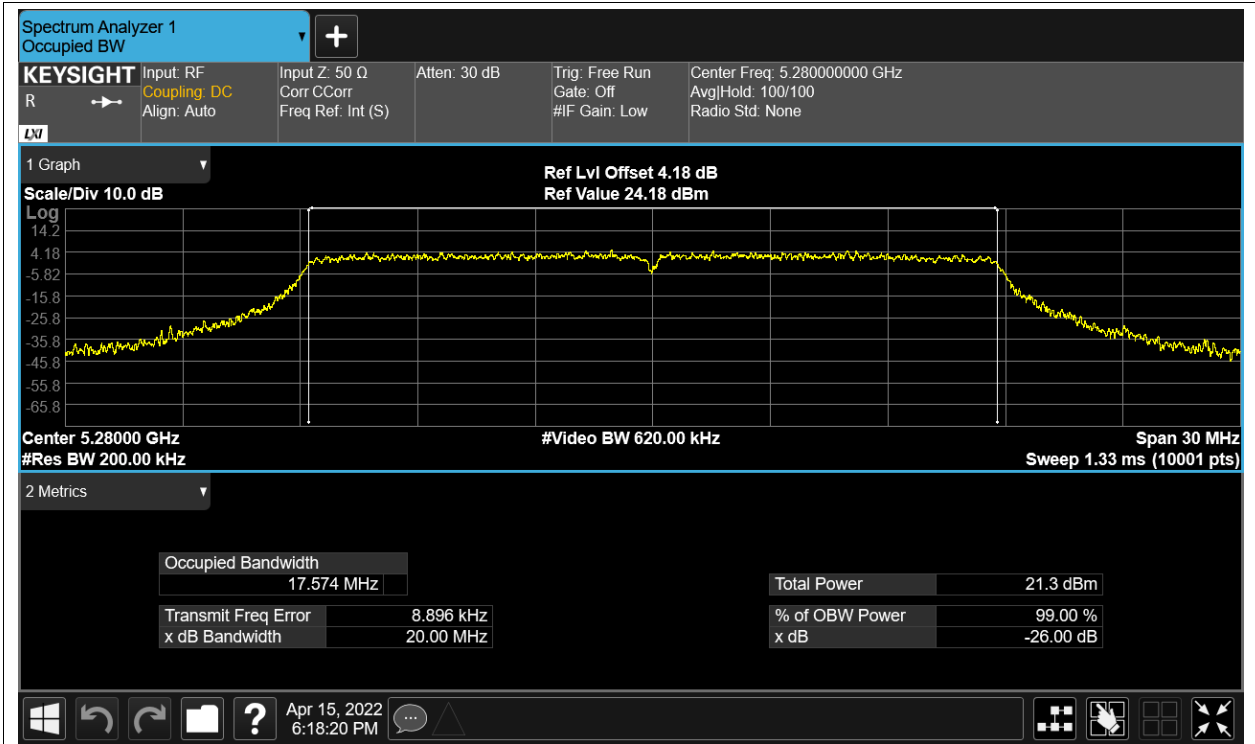 Spectrum Analyzer 1
Occupied BW
KEYSIGHT
R
LXI
Input: RF
Coupling: DC
Align: Auto
Input Z: 50 Ω
Corr CCorr
Freq Ref: Int (S)
Atten: 30 dB
Trig: Free Run
Gate: Off
#IF Gain: Low
Center Freq: 5.280000000 GHz
Avg|Hold: 100/100
Radio Std: None
1 Graph
Scale/Div 10.0 dB
Ref Lvl Offset 4.18 dB
Ref Value 24.18 dBm
Log
14.2
4.18
-5.82
-15.8
-25.8
-35.8
-45.8
-55.8
-65.8
Center 5.28000 GHz
#Video BW 620.00 kHz
Span 30 MHz
#Res BW 200.00 kHz
Sweep 1.33 ms (10001 pts)
2 Metrics
Occupied Bandwidth
17.574 MHz
Total Power 21.3 dBm
Transmit Freq Error 8.896 kHz
% of OBW Power 99.00 %
x dB Bandwidth 20.00 MHz
x dB -26.00 dB
?
Apr 15, 2022
6:18:20 PM